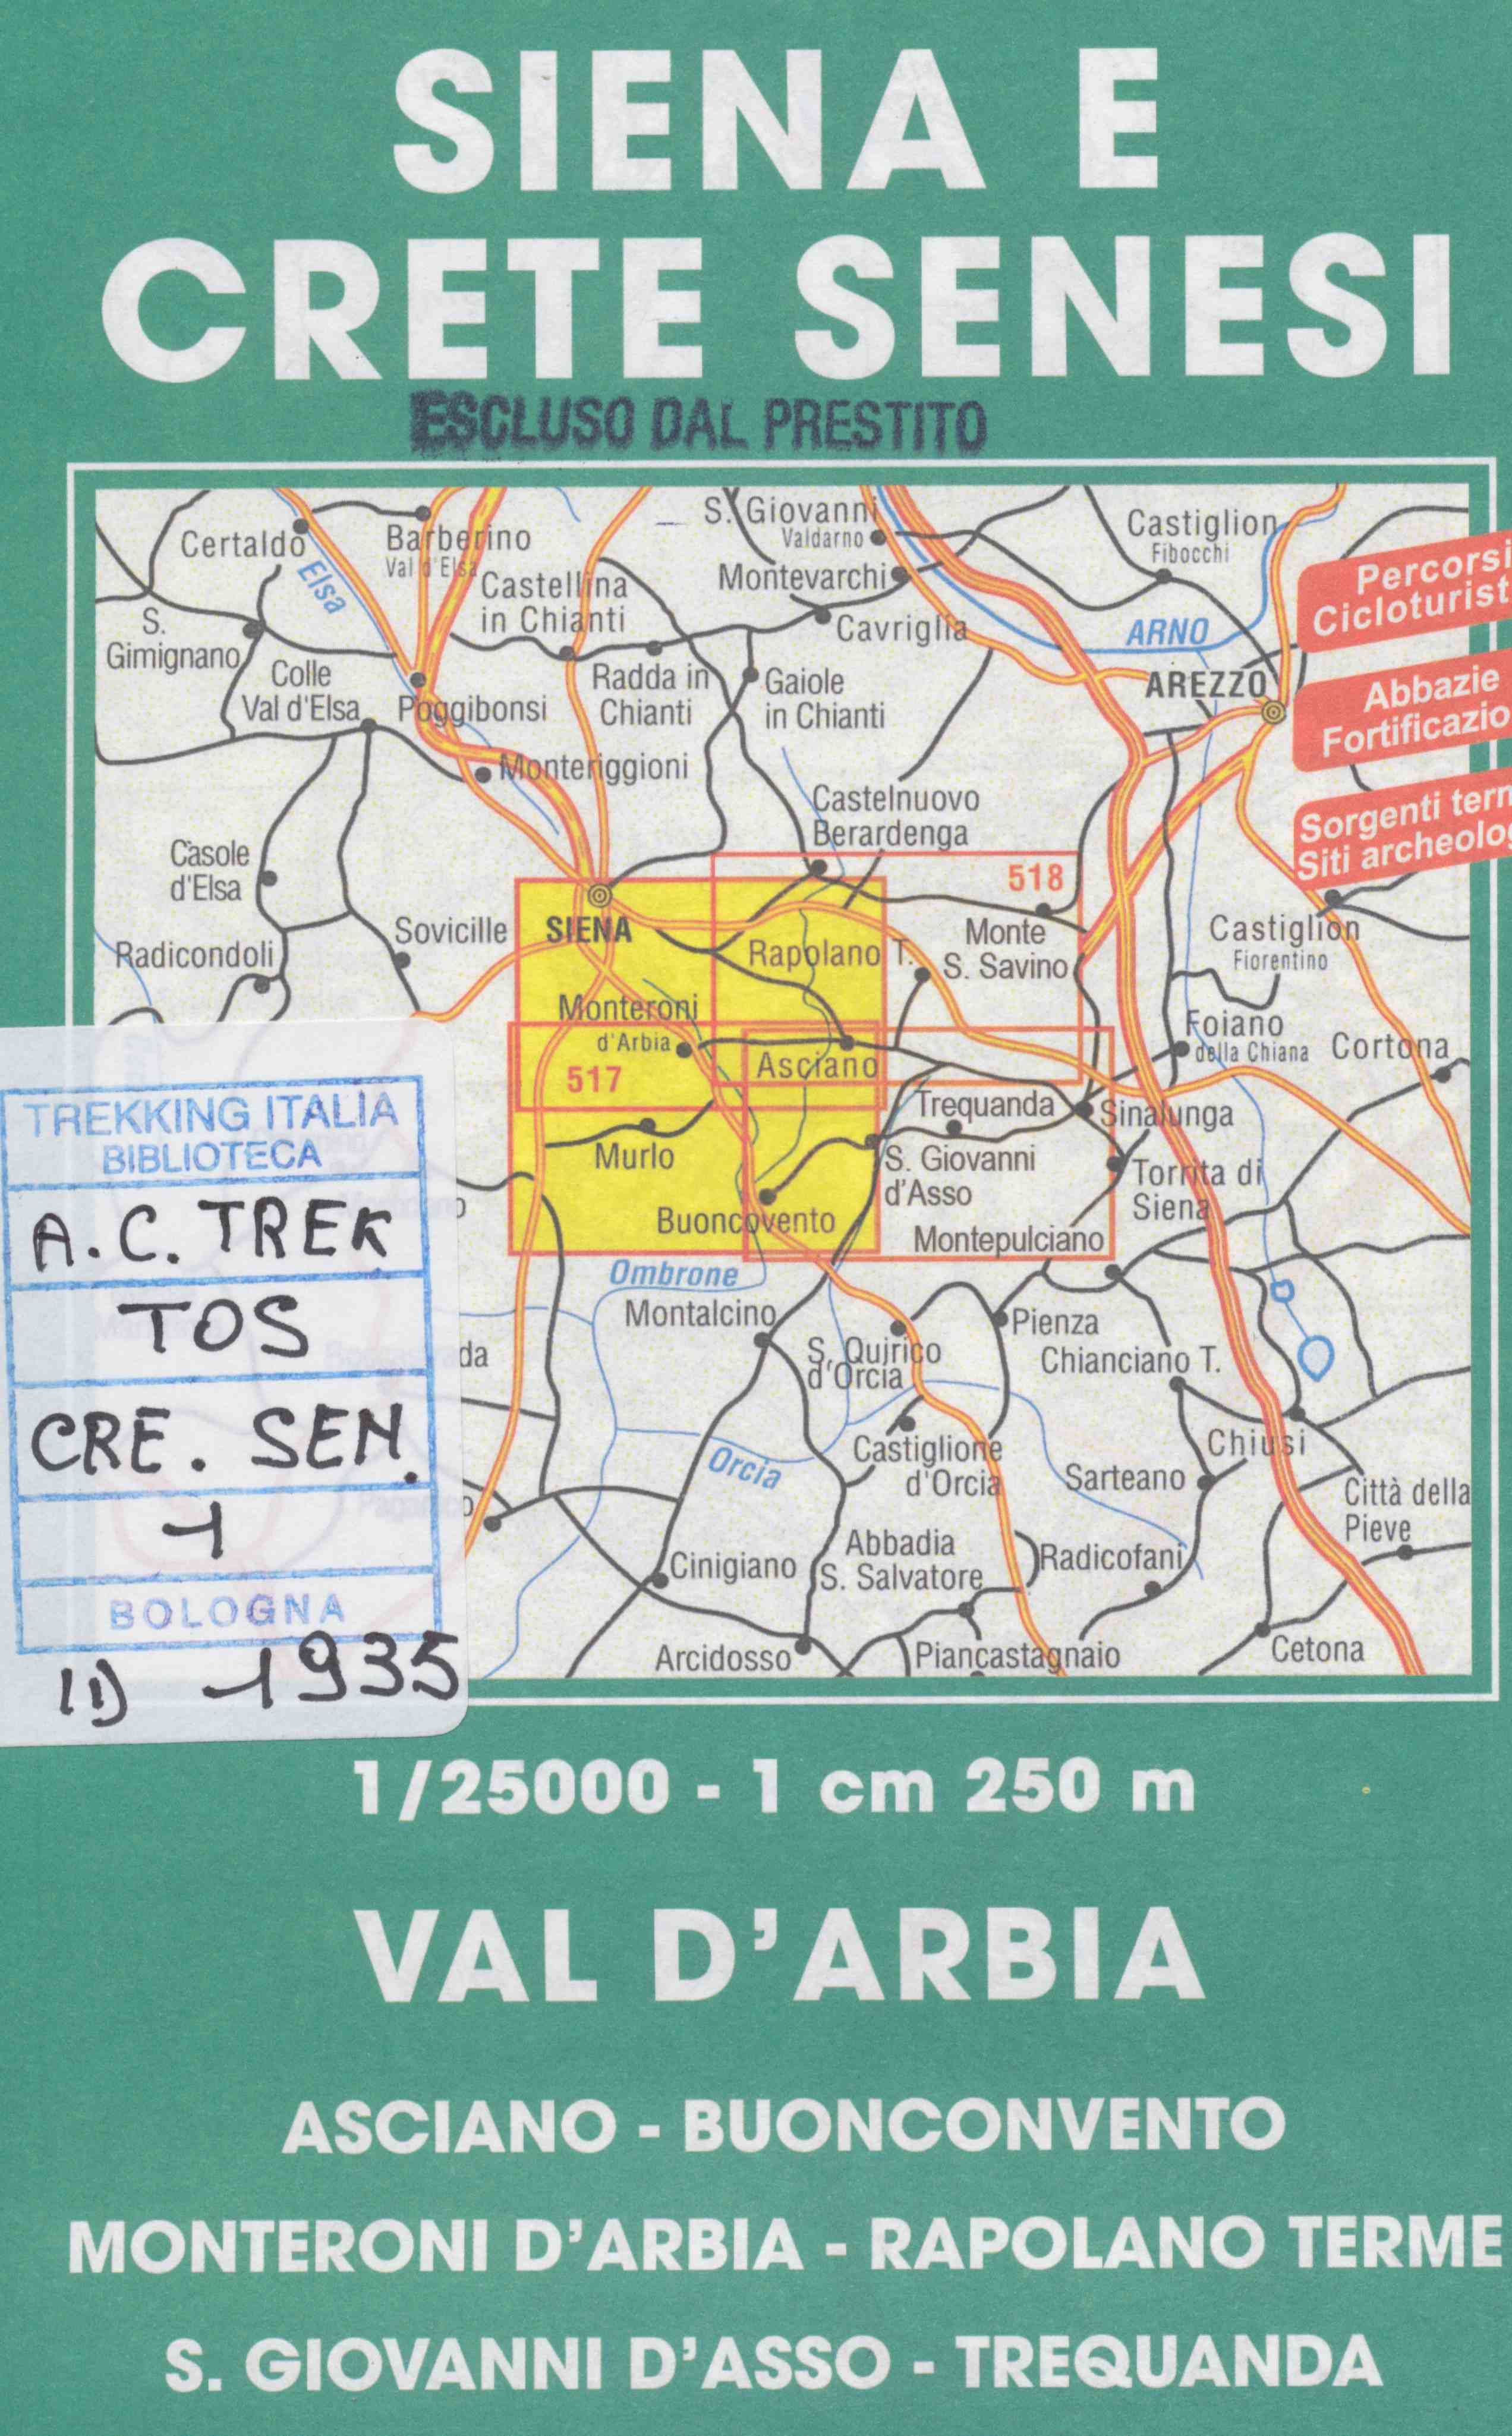 SIENA E
CRETE SENESI
ESCLUSO DAL PRESTITO
S. Giovanni
Valdarno
Castiglion
Fibocchi
Certaldo
Barberino
Val d'Elsa
Elsa
Castellina
in Chianti
Montevarchi
Cavriglia
ARNO
Percorsi
Cicloturist
S.
Gimignano
Colle
Val d'Elsa
Poggibonsi
Radda in
Chianti
Gaiole
in Chianti
AREZZO
Abbazie
Fortificazio
Monteriggioni
Castelnuovo
Berardenga
Sorgenti term
Siti archeolog
Casole
d'Elsa
518
Radicondoli
Sovicille
SIENA
Rapolano T.
Monte
S. Savino
Castiglion
Fiorentino
Monteroni
d'Arbia
Asciano
Foiano
della Chiana
Cortona
517
Trequanda
Sinalunga
Murlo
S. Giovanni
d'Asso
Torrita di
Siena
Buoncovento
Montepulciano
Ombrone
Montalcino
Pienza
S. Quirico
d'Orcia
Chianciano T.
da
Orcia
Castiglione
d'Orcia
Sarteano
Chiusi
Città della
Pieve
Cinigiano
Abbadia
S. Salvatore
Radicofani
Arcidosso
Piancastagnaio
Cetona
TREKKING ITALIA
BIBLIOTECA
A.C. TREK
TOS
CRE. SEN.
1
BOLOGNA
1935
1/25000 - 1 cm 250 m
VAL D'ARBIA
ASCIANO - BUONCONVENTO
MONTERONI D'ARBIA - RAPOLANO TERME
S. GIOVANNI D'ASSO - TREQUANDA